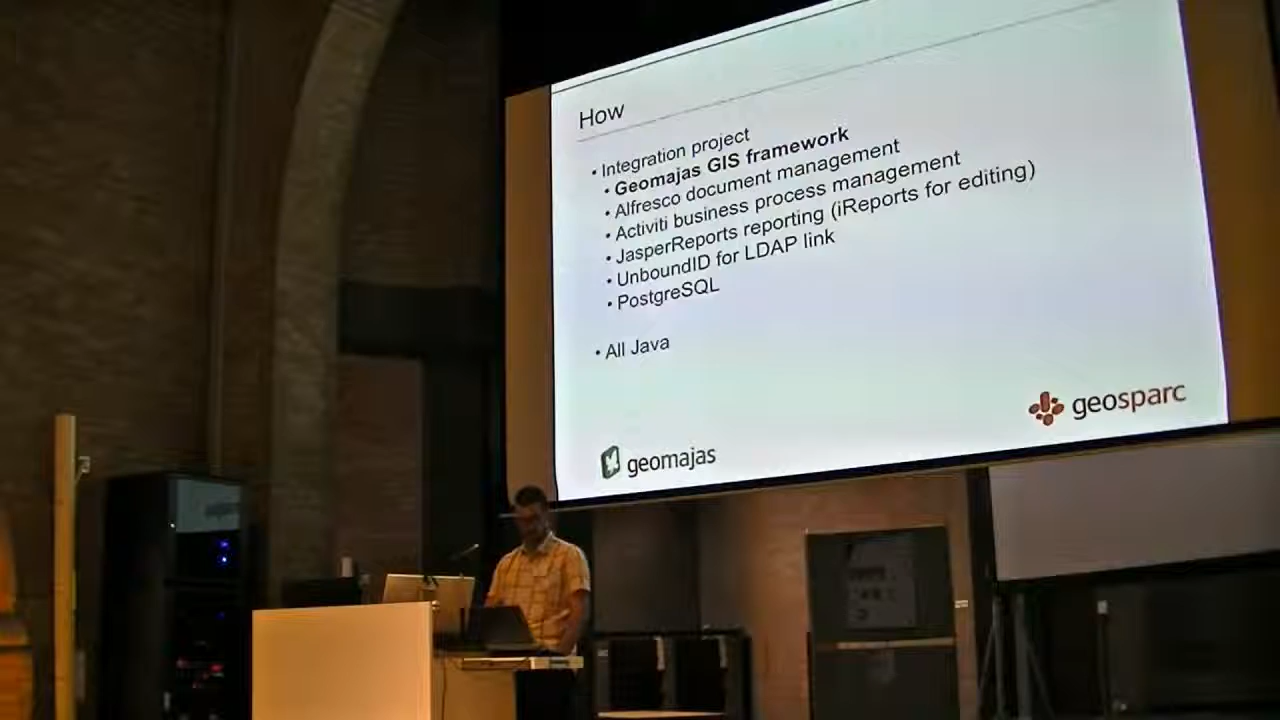 How
• Integration project
• Geomajas GIS framework
• Alfresco document management
• Activiti business process management
• JasperReports reporting (iReports for editing)
• UnboundID for LDAP link
• PostgreSQL
• All Java
geosparc
geomajas